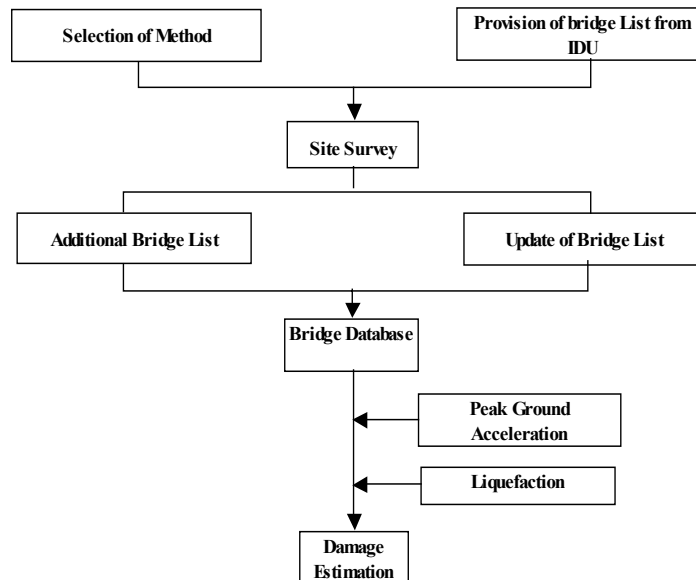 Selection of Method
Provision of bridge List from
IDU
Site Survey
Additional Bridge List
Update of Bridge List
Bridge Database
Peak Ground
Acceleration
Liquefaction
Damage
Estimation